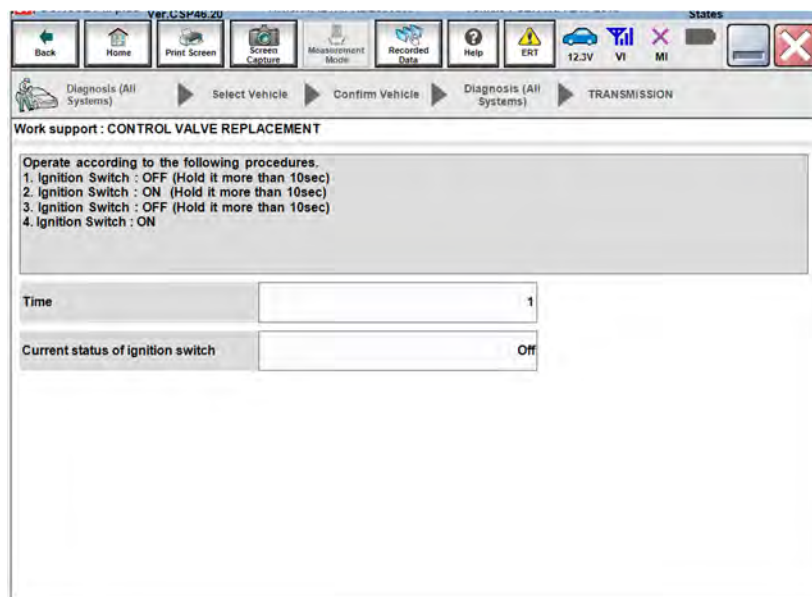 Ver.CSP46.20
States
Back
Home
Print Screen
Screen
Capture
Measurement
Mode
Recorded
Data
Help
ERT
12.3V
VI
MI
Diagnosis (All
Systems)
Select Vehicle
Confirm Vehicle
Diagnosis (All
Systems)
TRANSMISSION
Work support : CONTROL VALVE REPLACEMENT
Operate according to the following procedures.
1. Ignition Switch : OFF (Hold it more than 10sec)
2. Ignition Switch : ON (Hold it more than 10sec)
3. Ignition Switch : OFF (Hold it more than 10sec)
4. Ignition Switch : ON
Time
1
Current status of ignition switch
Off